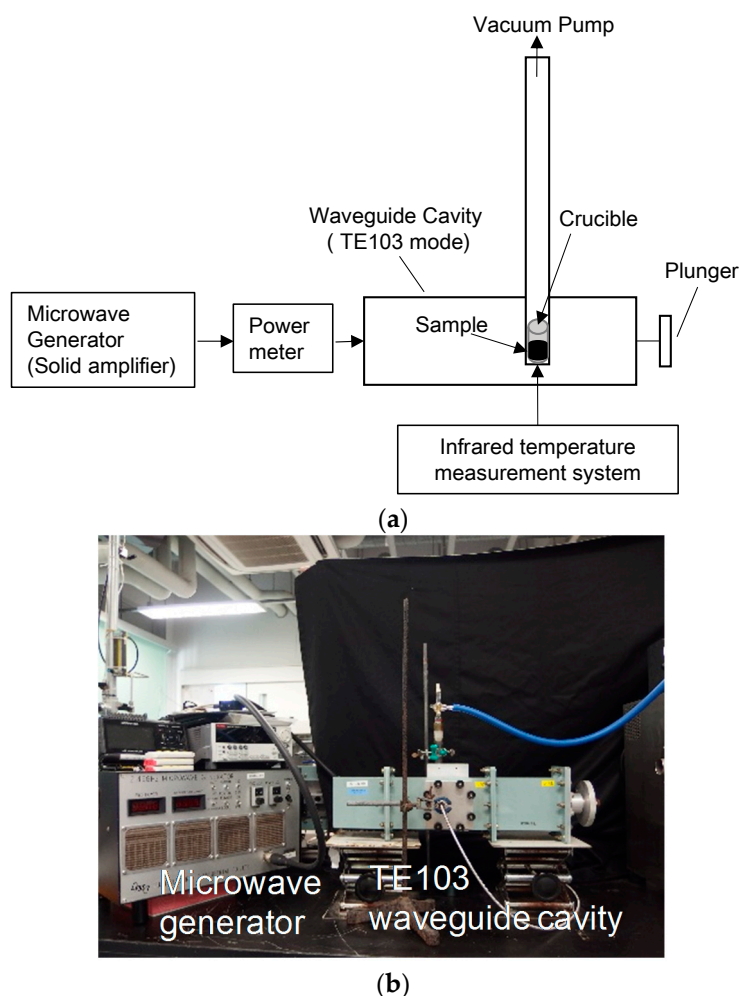 Vacuum Pump
Waveguide Cavity
( TE103 mode)
Crucible
Plunger
Microwave
Generator
(Solid amplifier)
Power
meter
Sample
Infrared temperature
measurement system
(a)
Microwave
generator
TE103
waveguide cavity
(b)